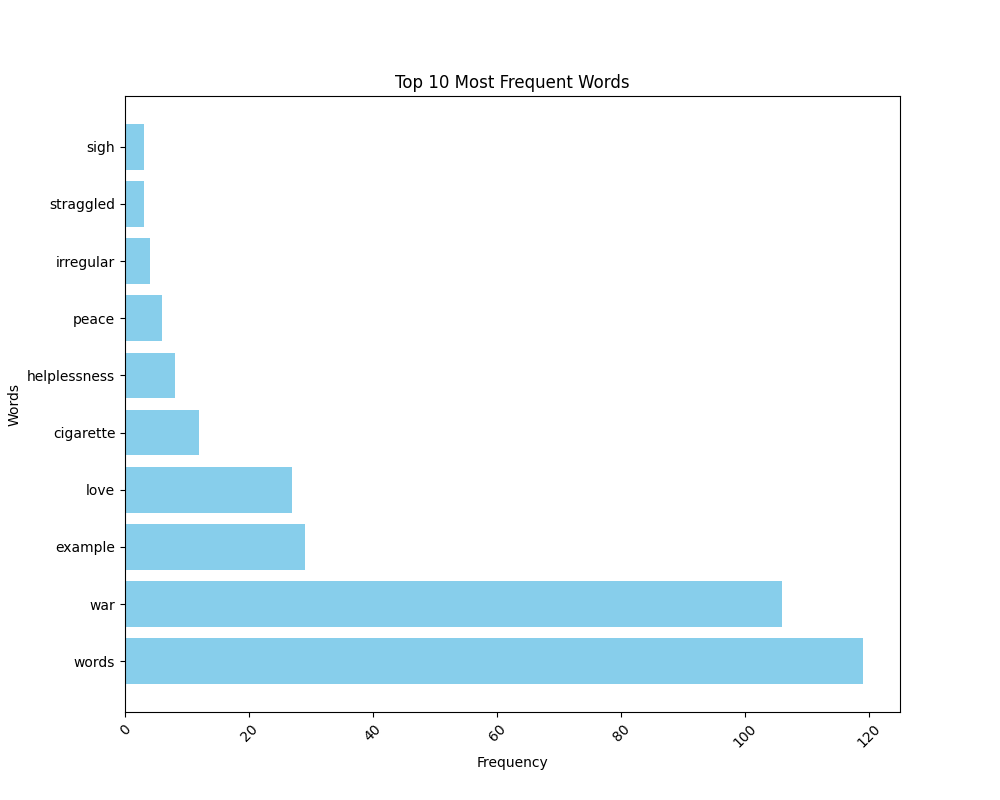 Top 10 Most Frequent Words
Words
sigh
straggled
irregular
peace
helplessness
cigarette
love
example
war
words
0 20 40 60 80 100 120
Frequency